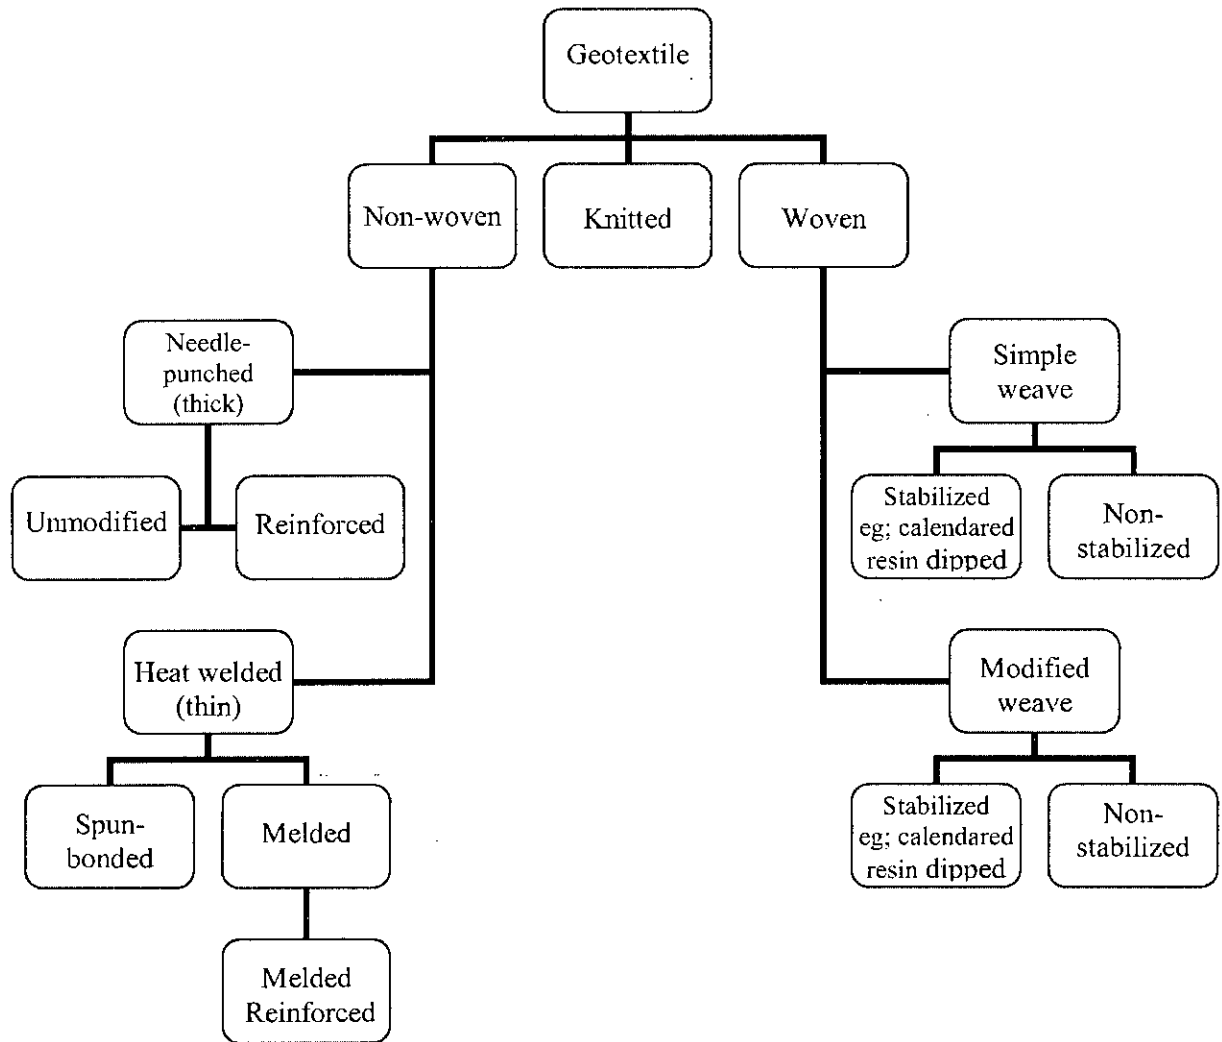 Geotextile
Non-woven
Knitted
Woven
Needle-
punched
(thick)
Simple
weave
Unmodified
Reinforced
Stabilized
eg; calendared
resin dipped
Non-
stabilized
Heat welded
(thin)
Modified
weave
Spun-
bonded
Melded
Stabilized
eg; calendared
resin dipped
Non-
stabilized
Melded
Reinforced